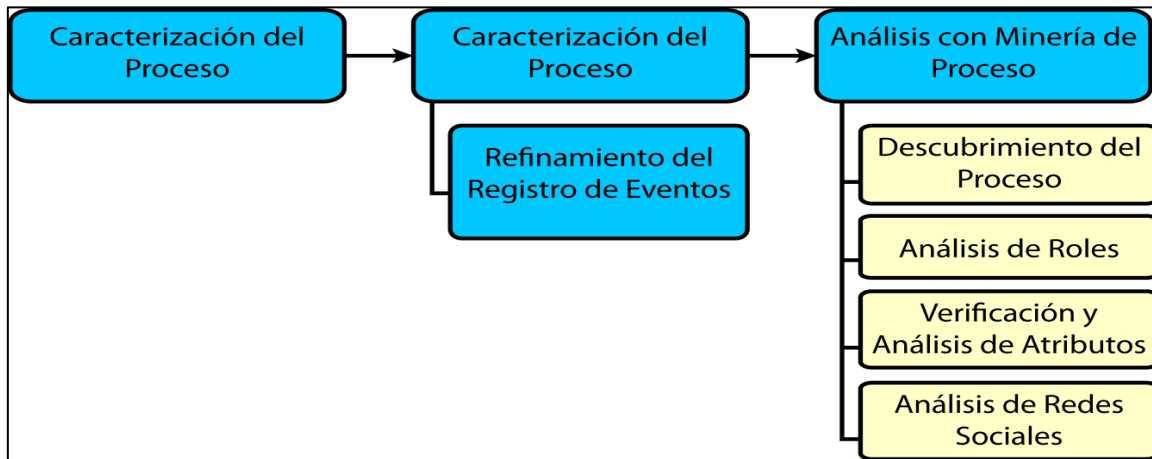 Caracterización del
Proceso
Caracterización del
Proceso
Refinamiento del
Registro de Eventos
Análisis con Minería de
Proceso
Descubrimiento del
Proceso
Análisis de Roles
Verificación y
Análisis de Atributos
Análisis de Redes
Sociales